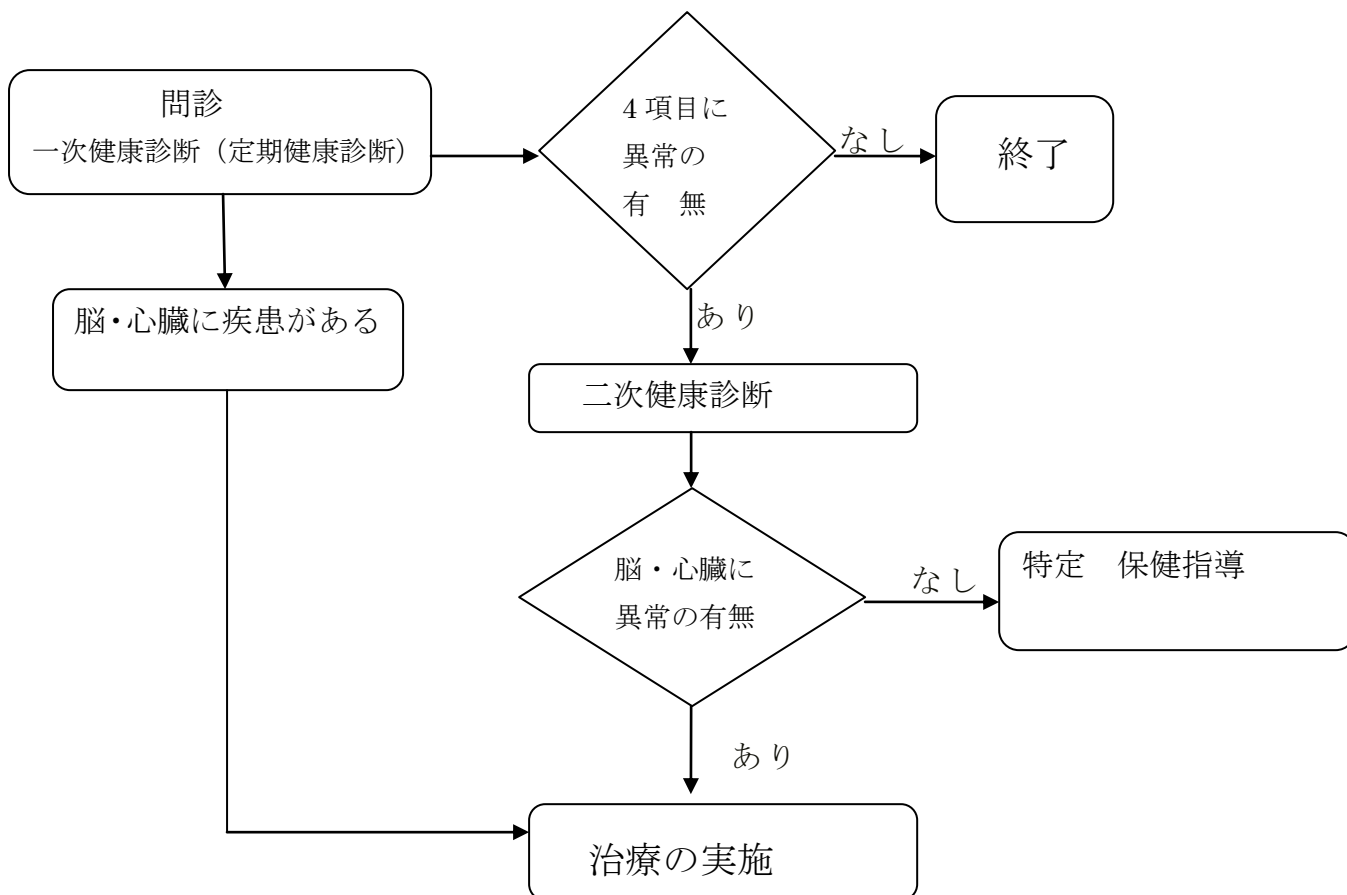 問診
一次健康診断（定期健康診断）
4項目に
異常の
有　無
なし
終了
脳・心臓に疾患がある
あり
二次健康診断
脳・心臓に
異常の有無
なし
特定　保健指導
あり
治療の実施